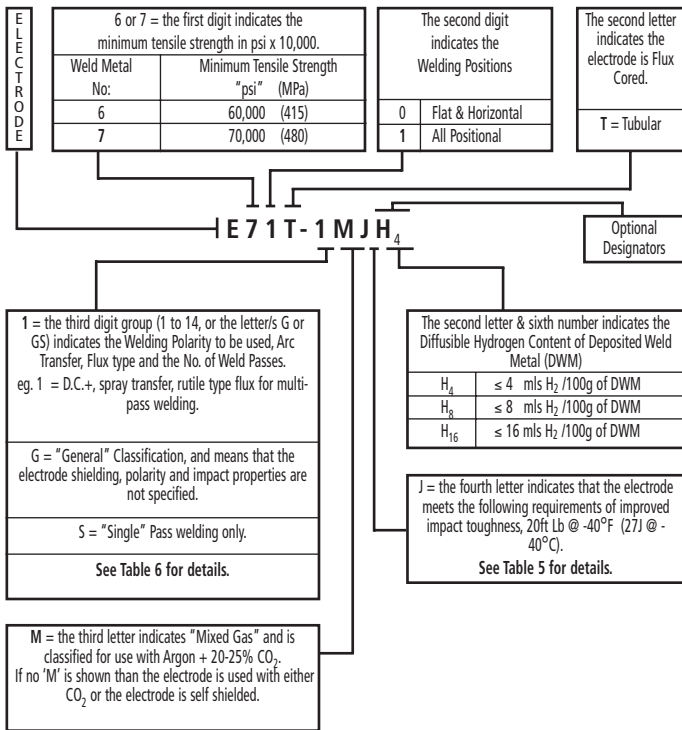 ELECTRODE
6 or 7 = the first digit indicates the
minimum tensile strength in psi x 10,000.
Weld Metal No: Minimum Tensile Strength "psi" (MPa)
6 60,000 (415)
7 70,000 (480)
The second digit
indicates the
Welding Positions
0 Flat & Horizontal
1 All Positional
The second letter
indicates the
electrode is Flux
Cored.
T = Tubular
E 7 1 T - 1 M J H4
Optional
Designators
1 = the third digit group (1 to 14, or the letter/s G or
GS) indicates the Welding Polarity to be used, Arc
Transfer, Flux type and the No. of Weld Passes.
eg. 1 = D.C.+, spray transfer, rutile type flux for multi-
pass welding.
G = "General" Classification, and means that the
electrode shielding, polarity and impact properties are
not specified.
S = "Single" Pass welding only.
See Table 6 for details.
The second letter & sixth number indicates the
Diffusible Hydrogen Content of Deposited Weld
Metal (DWM)
H4 ≤ 4 mls H2 /100g of DWM
H8 ≤ 8 mls H2 /100g of DWM
H16 ≤ 16 mls H2 /100g of DWM
J = the fourth letter indicates that the electrode
meets the following requirements of improved
impact toughness, 20ft Lb @ -40°F (27J @ -
40°C).
See Table 5 for details.
M = the third letter indicates "Mixed Gas" and is
classified for use with Argon + 20-25% CO2.
If no 'M' is shown than the electrode is used with either
CO2 or the electrode is self shielded.